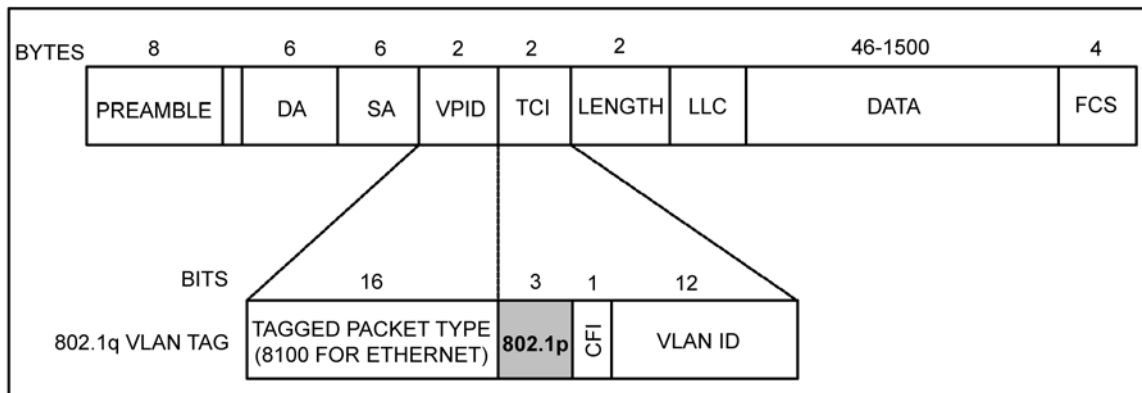 BYTES 8 6 6 2 2 2 46-1500 4
PREAMBLE DA SA VPID TCI LENGTH LLC DATA FCS
BITS 16 3 1 12
802.1q VLAN TAG
TAGGED PACKET TYPE
(8100 FOR ETHERNET)
802.1p
CFI
VLAN ID